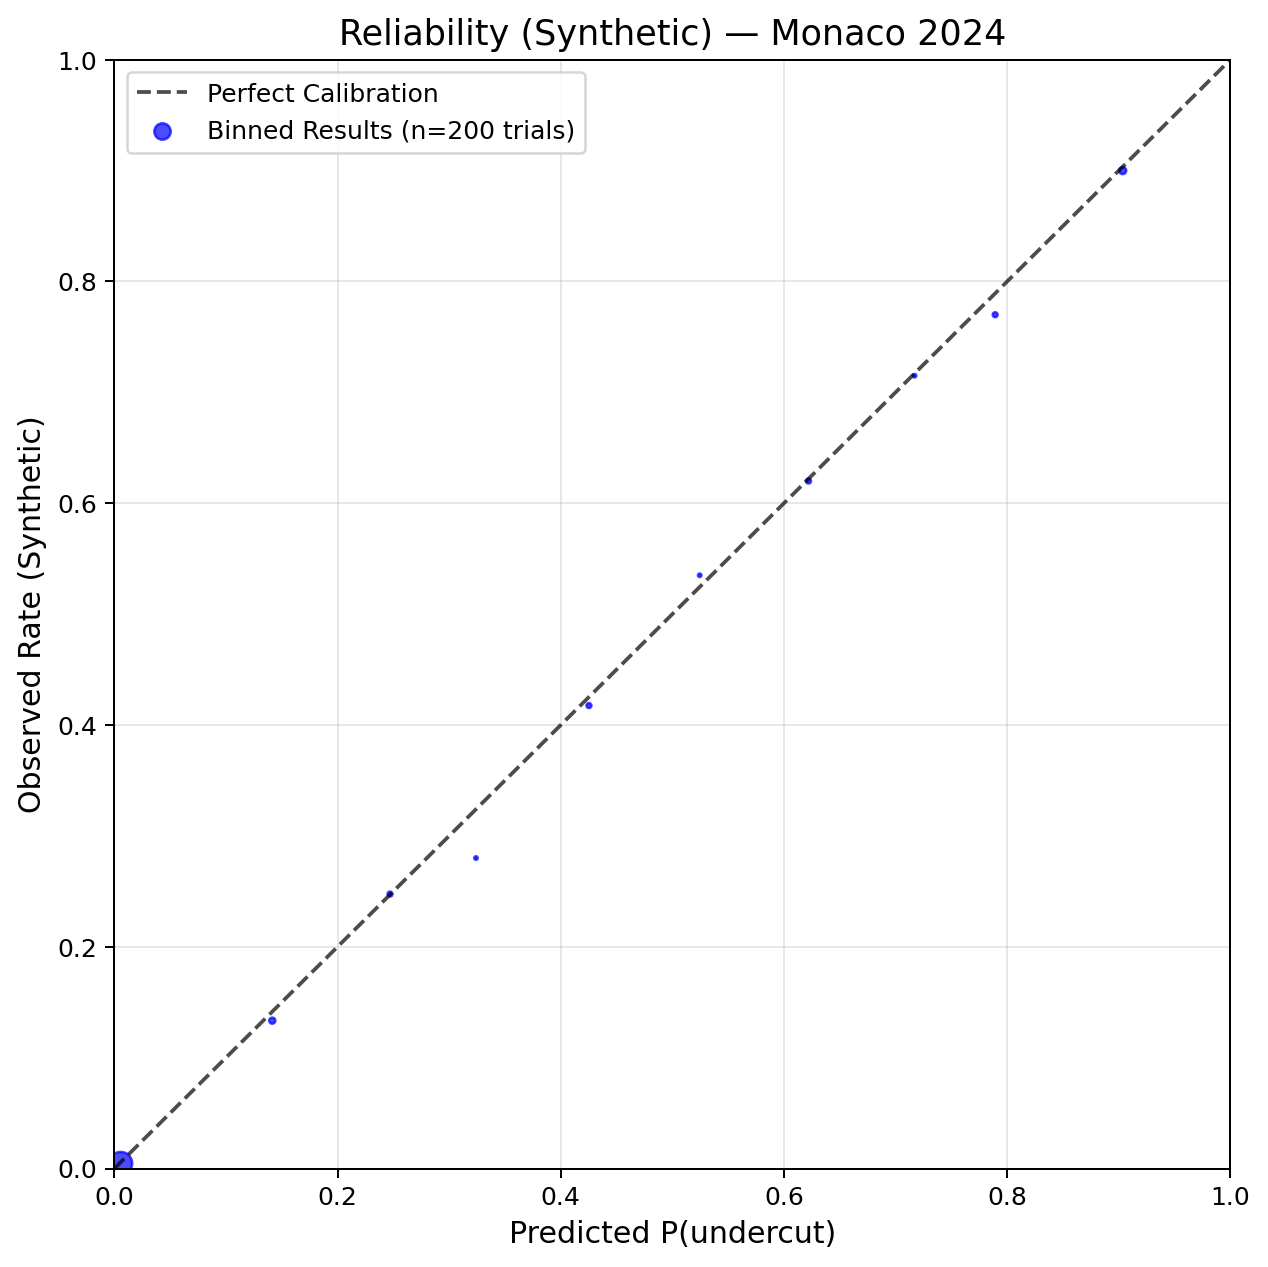 Reliability (Synthetic) — Monaco 2024
1.0
Perfect Calibration
Binned Results (n=200 trials)
0.8
0.6
0.4
0.2
0.0
Observed Rate (Synthetic)
0.0 0.2 0.4 0.6 0.8 1.0
Predicted P(undercut)